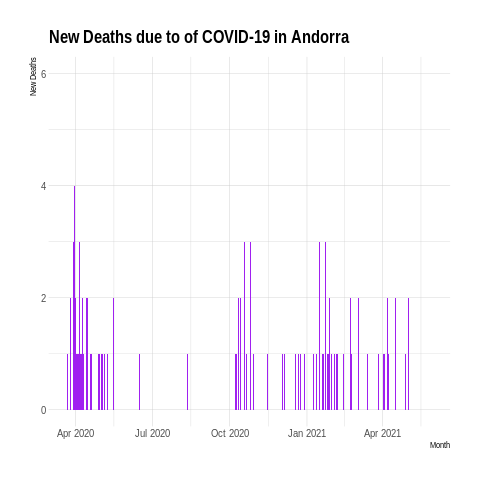 New Deaths due to of COVID-19 in Andorra
New Deaths
6
4
2
0
Apr 2020 Jul 2020 Oct 2020 Jan 2021 Apr 2021
Month